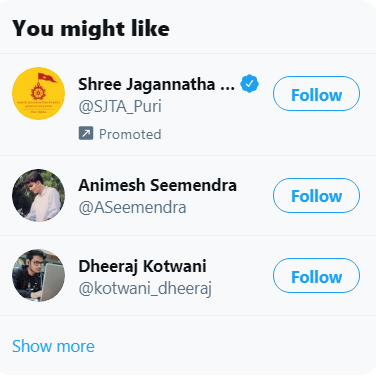 You might like
Shree Jagannatha ...
@SJTA_Puri
Follow
Promoted
Animesh Seemendra
@ASeemendra
Follow
Dheeraj Kotwani
@kotwani_dheeraj
Follow
Show more